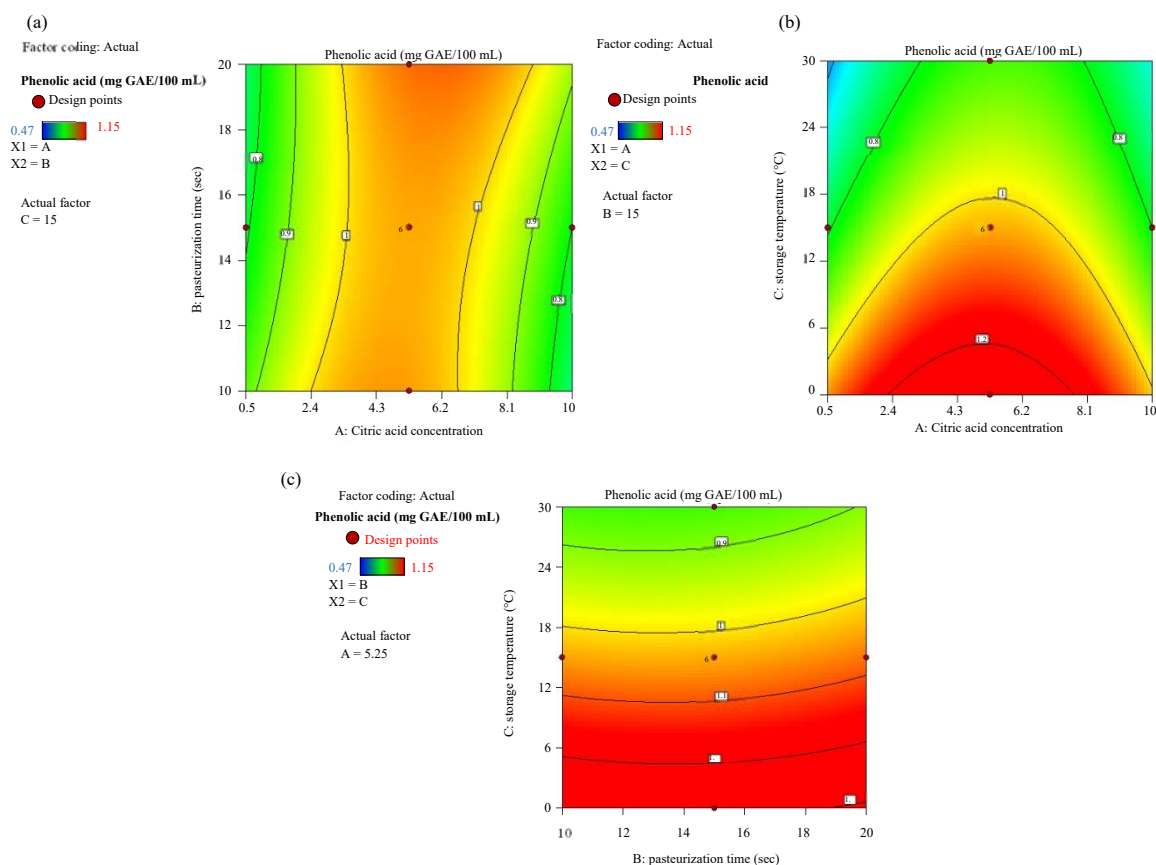 (a)
Factor coding: Actual
Phenolic acid (mg GAE/100 mL)
Design points
0.47 1.15
X1 = A
X2 = B
Actual factor
C = 15
Phenolic acid (mg GAE/100 mL)
B: pasteurization time (sec)
20
18
16
14
12
10
0.8
0.9
1
6
1
0.9
0.8
0.5 2.4 4.3 6.2 8.1 10
A: Citric acid concentration
(b)
Factor coding: Actual
Phenolic acid
Design points
0.47 1.15
X1 = A
X2 = C
Actual factor
B = 15
Phenolic acid (mg GAE/100 mL)
C: storage temperature (°C)
30
24
18
12
6
0
0.8
0.8
1
6
1.2
0.5 2.4 4.3 6.2 8.1 10
A: Citric acid concentration
(c)
Factor coding: Actual
Phenolic acid (mg GAE/100 mL)
Design points
0.47 1.15
X1 = B
X2 = C
Actual factor
A = 5.25
Phenolic acid (mg GAE/100 mL)
C: storage temperature (°C)
30
24
18
12
6
0
0.9
1
6
1.1
10 12 14 16 18 20
B: pasteurization time (sec)